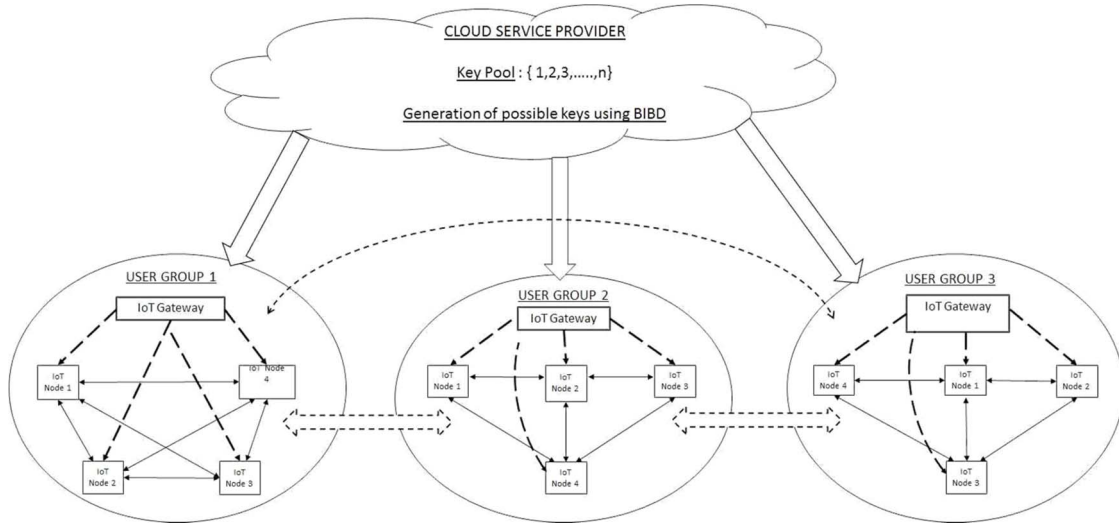 CLOUD SERVICE PROVIDER
Key Pool : { 1,2,3,.....,n}
Generation of possible keys using BIBD
USER GROUP 1
IoT Gateway
IoT
Node 1
IoT Node
4
IoT
Node 2
IoT
Node 3
USER GROUP 2
IoT Gateway
IoT
Node 1
IoT
Node 2
IoT
Node 3
IoT
Node 4
USER GROUP 3
IoT Gateway
IoT
Node 4
IoT
Node 1
IoT
Node 2
IoT
Node 3